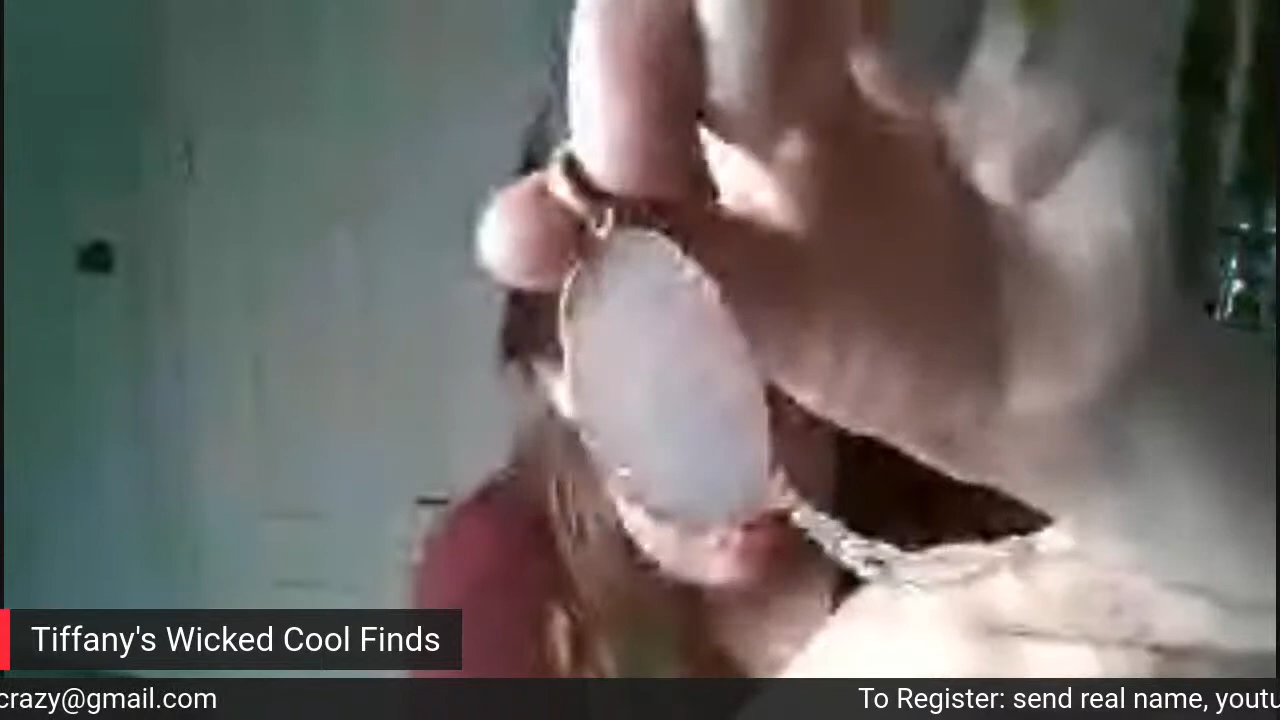 Tiffany's Wicked Cool Finds
crazy@gmail.com To Register: send real name, youtu